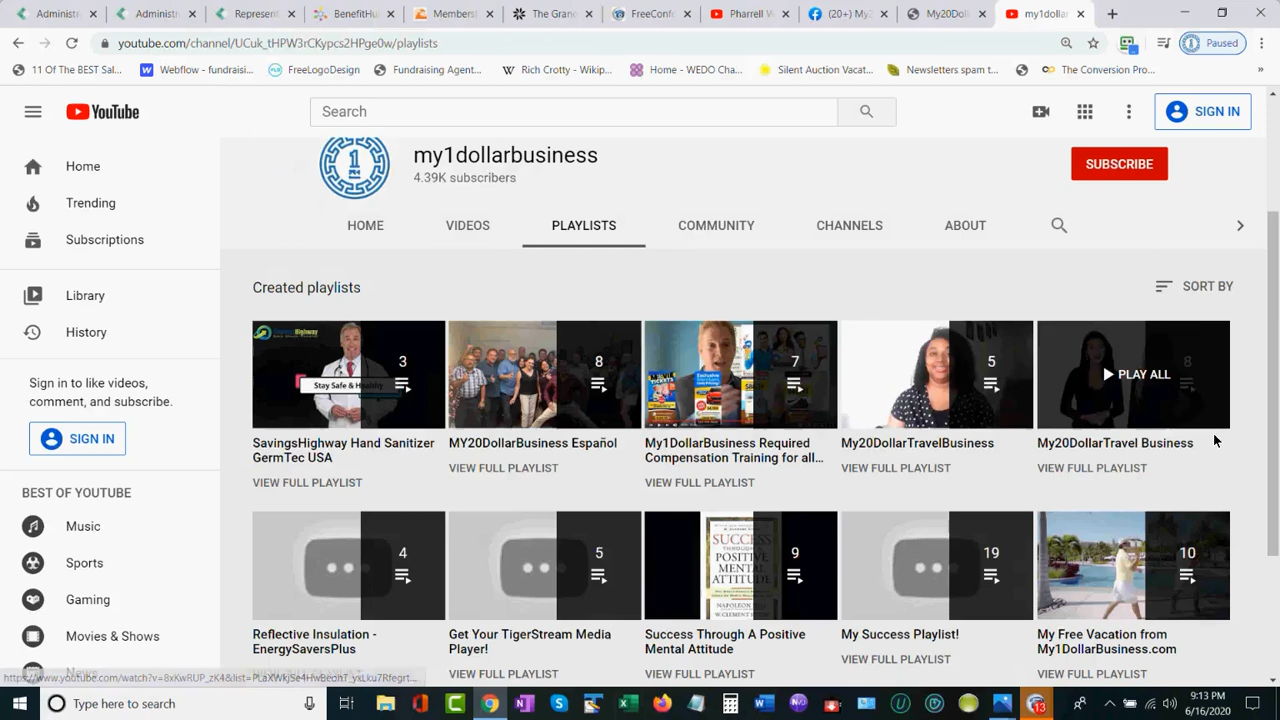 Administr
Administr
Represent
BenefitHu
Members
The Grand
FreeConfe
Pharrell W
(20+) My2
My20Doll
my1dollar
youtube.com/channel/UCuk_tHPW3rCKypcs2HPge0w/playlists
Paused
11 Of The BEST Sal...
Webflow - fundraisi...
FreeLogoDesign
Fundraising Agent...
Rich Crotty - Wikip...
Home - WEDO Cha...
Silent Auction Vacat...
Newsletters spam t...
The Conversion Pro...
YouTube
Search
SIGN IN
my1dollarbusiness
4.39K subscribers
SUBSCRIBE
HOME VIDEOS PLAYLISTS COMMUNITY CHANNELS ABOUT
Home
Trending
Subscriptions
Library
History
Sign in to like videos,
comment, and subscribe.
SIGN IN
BEST OF YOUTUBE
Music
Sports
Gaming
Movies & Shows
News
Created playlists
SORT BY
Stay Safe & Healthy
3
SavingsHighway Hand Sanitizer
GermTec USA
VIEW FULL PLAYLIST
8
MY20DollarBusiness Español
VIEW FULL PLAYLIST
7
My1DollarBusiness Required
Compensation Training for all...
VIEW FULL PLAYLIST
5
My20DollarTravelBusiness
VIEW FULL PLAYLIST
PLAY ALL
8
My20DollarTravel Business
VIEW FULL PLAYLIST
4
Reflective Insulation -
EnergySaversPlus
5
Get Your TigerStream Media
Player!
VIEW FULL PLAYLIST
SUCCESS
THROUGH A
POSITIVE
MENTAL
ATTITUDE
9
Success Through A Positive
Mental Attitude
VIEW FULL PLAYLIST
19
My Success Playlist!
VIEW FULL PLAYLIST
10
My Free Vacation from
My1DollarBusiness.com
VIEW FULL PLAYLIST
Type here to search
13
9:13 PM
6/16/2020